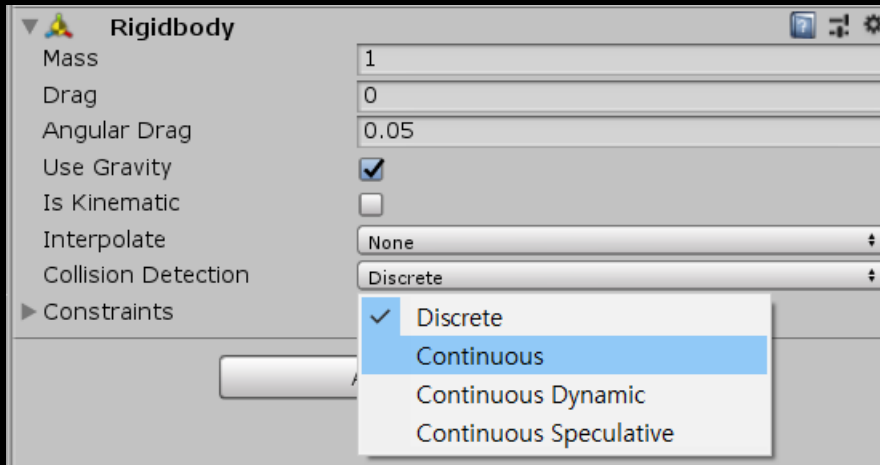 Rigidbody
Mass 1
Drag 0
Angular Drag 0.05
Use Gravity
Is Kinematic
Interpolate None
Collision Detection Discrete
Constraints
Discrete
Continuous
Continuous Dynamic
Continuous Speculative